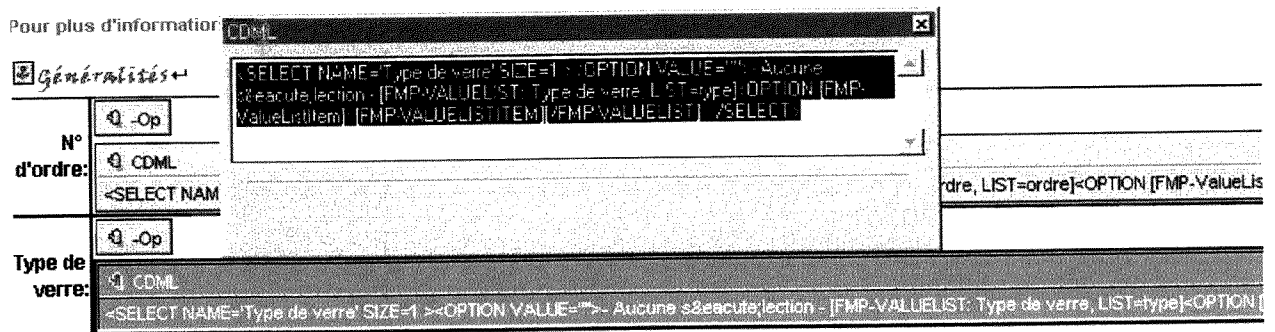 Pour plus d'information
CDML
Généralités↵
<SELECT NAME='Type de verre' SIZE=1 ><OPTION VALUE="">- Aucune
s&eacute;lection - [FMP-VALUELIST: Type de verre, LIST=type]<OPTION [FMP-
ValueListItem] [FMP-VALUELISTITEM][/FMP-VALUELIST] </SELECT>
N°
d'ordre:
-Op
CDML
<SELECT NAM
rdre, LIST=ordre]<OPTION [FMP-ValueLis
Type de
verre:
-Op
CDML
<SELECT NAME='Type de verre' SIZE=1 ><OPTION VALUE="">- Aucune s&eacute;lection - [FMP-VALUELIST: Type de verre, LIST=type]<OPTION [